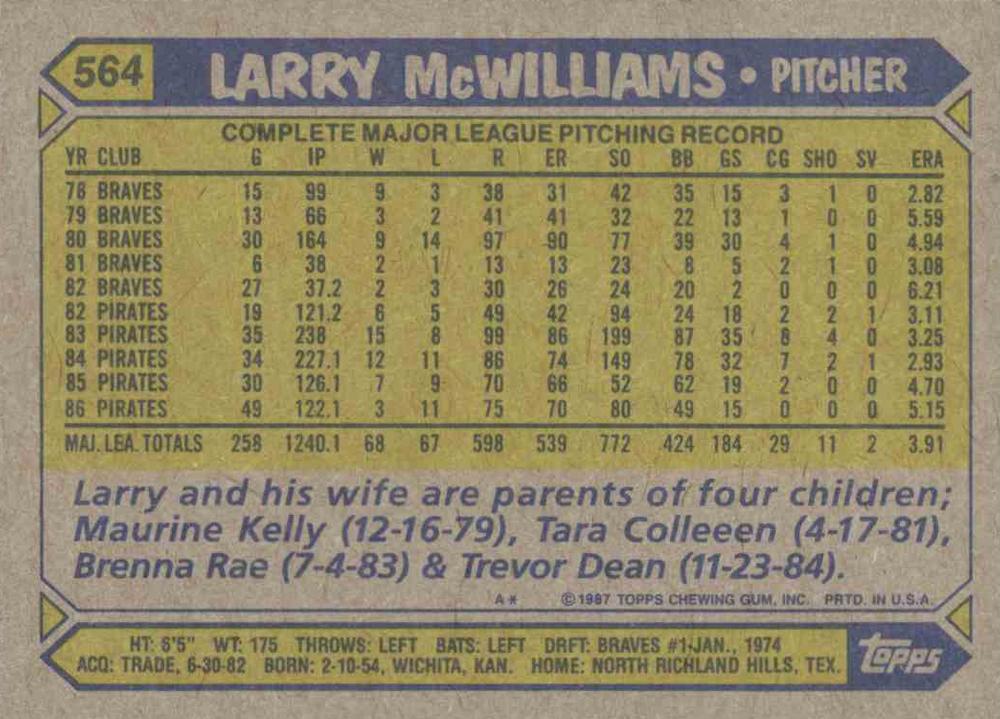 564 LARRY McWILLIAMS • PITCHER
COMPLETE MAJOR LEAGUE PITCHING RECORD
YR CLUB G IP W L R ER SO BB GS CG SHO SV ERA
78 BRAVES 15 99 9 3 38 31 42 35 15 3 1 0 2.82
79 BRAVES 13 66 3 2 41 41 32 22 13 1 0 0 5.59
80 BRAVES 30 164 9 14 97 90 77 39 30 4 1 0 4.94
81 BRAVES 6 38 2 1 13 13 23 8 5 2 1 0 3.08
82 BRAVES 27 37.2 2 3 30 26 24 20 2 0 0 0 6.21
82 PIRATES 19 121.2 6 5 49 42 94 24 18 2 2 1 3.11
83 PIRATES 35 238 15 8 99 86 199 87 35 8 4 0 3.25
84 PIRATES 34 227.1 12 11 86 74 149 78 32 7 2 1 2.93
85 PIRATES 30 126.1 7 9 70 66 52 62 19 2 0 0 4.70
86 PIRATES 49 122.1 3 11 75 70 80 49 15 0 0 0 5.15
MAJ. LEA. TOTALS 258 1240.1 68 67 598 539 772 424 184 29 11 2 3.91
Larry and his wife are parents of four children;
Maurine Kelly (12-16-79), Tara Colleeen (4-17-81),
Brenna Rae (7-4-83) & Trevor Dean (11-23-84).
A* © 1987 TOPPS CHEWING GUM, INC. PRTD. IN U.S.A.
HT: 6'5" WT: 175 THROWS: LEFT BATS: LEFT DRFT: BRAVES #1-JAN., 1974
ACQ: TRADE, 6-30-82 BORN: 2-10-54, WICHITA, KAN. HOME: NORTH RICHLAND HILLS, TEX.
Topps